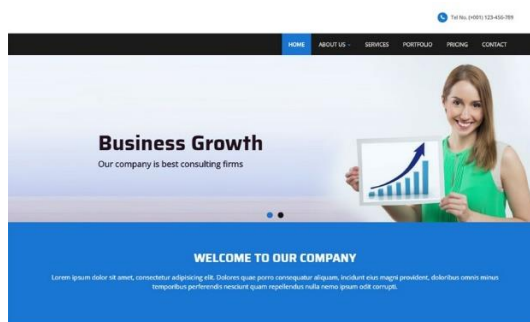 Tel No. (+001) 123-456-789
HOME ABOUT US SERVICES PORTFOLIO PRICING CONTACT
Business Growth
Our company is best consulting firms
WELCOME TO OUR COMPANY
Lorem ipsum dolor sit amet, consectetur adipisicing elit. Dolores quae porro consequatur aliquam, incidunt eius magni provident, doloribus omnis minus
temporibus perferendis nesciunt quam repellendus nulla nemo ipsum odit corrupti.